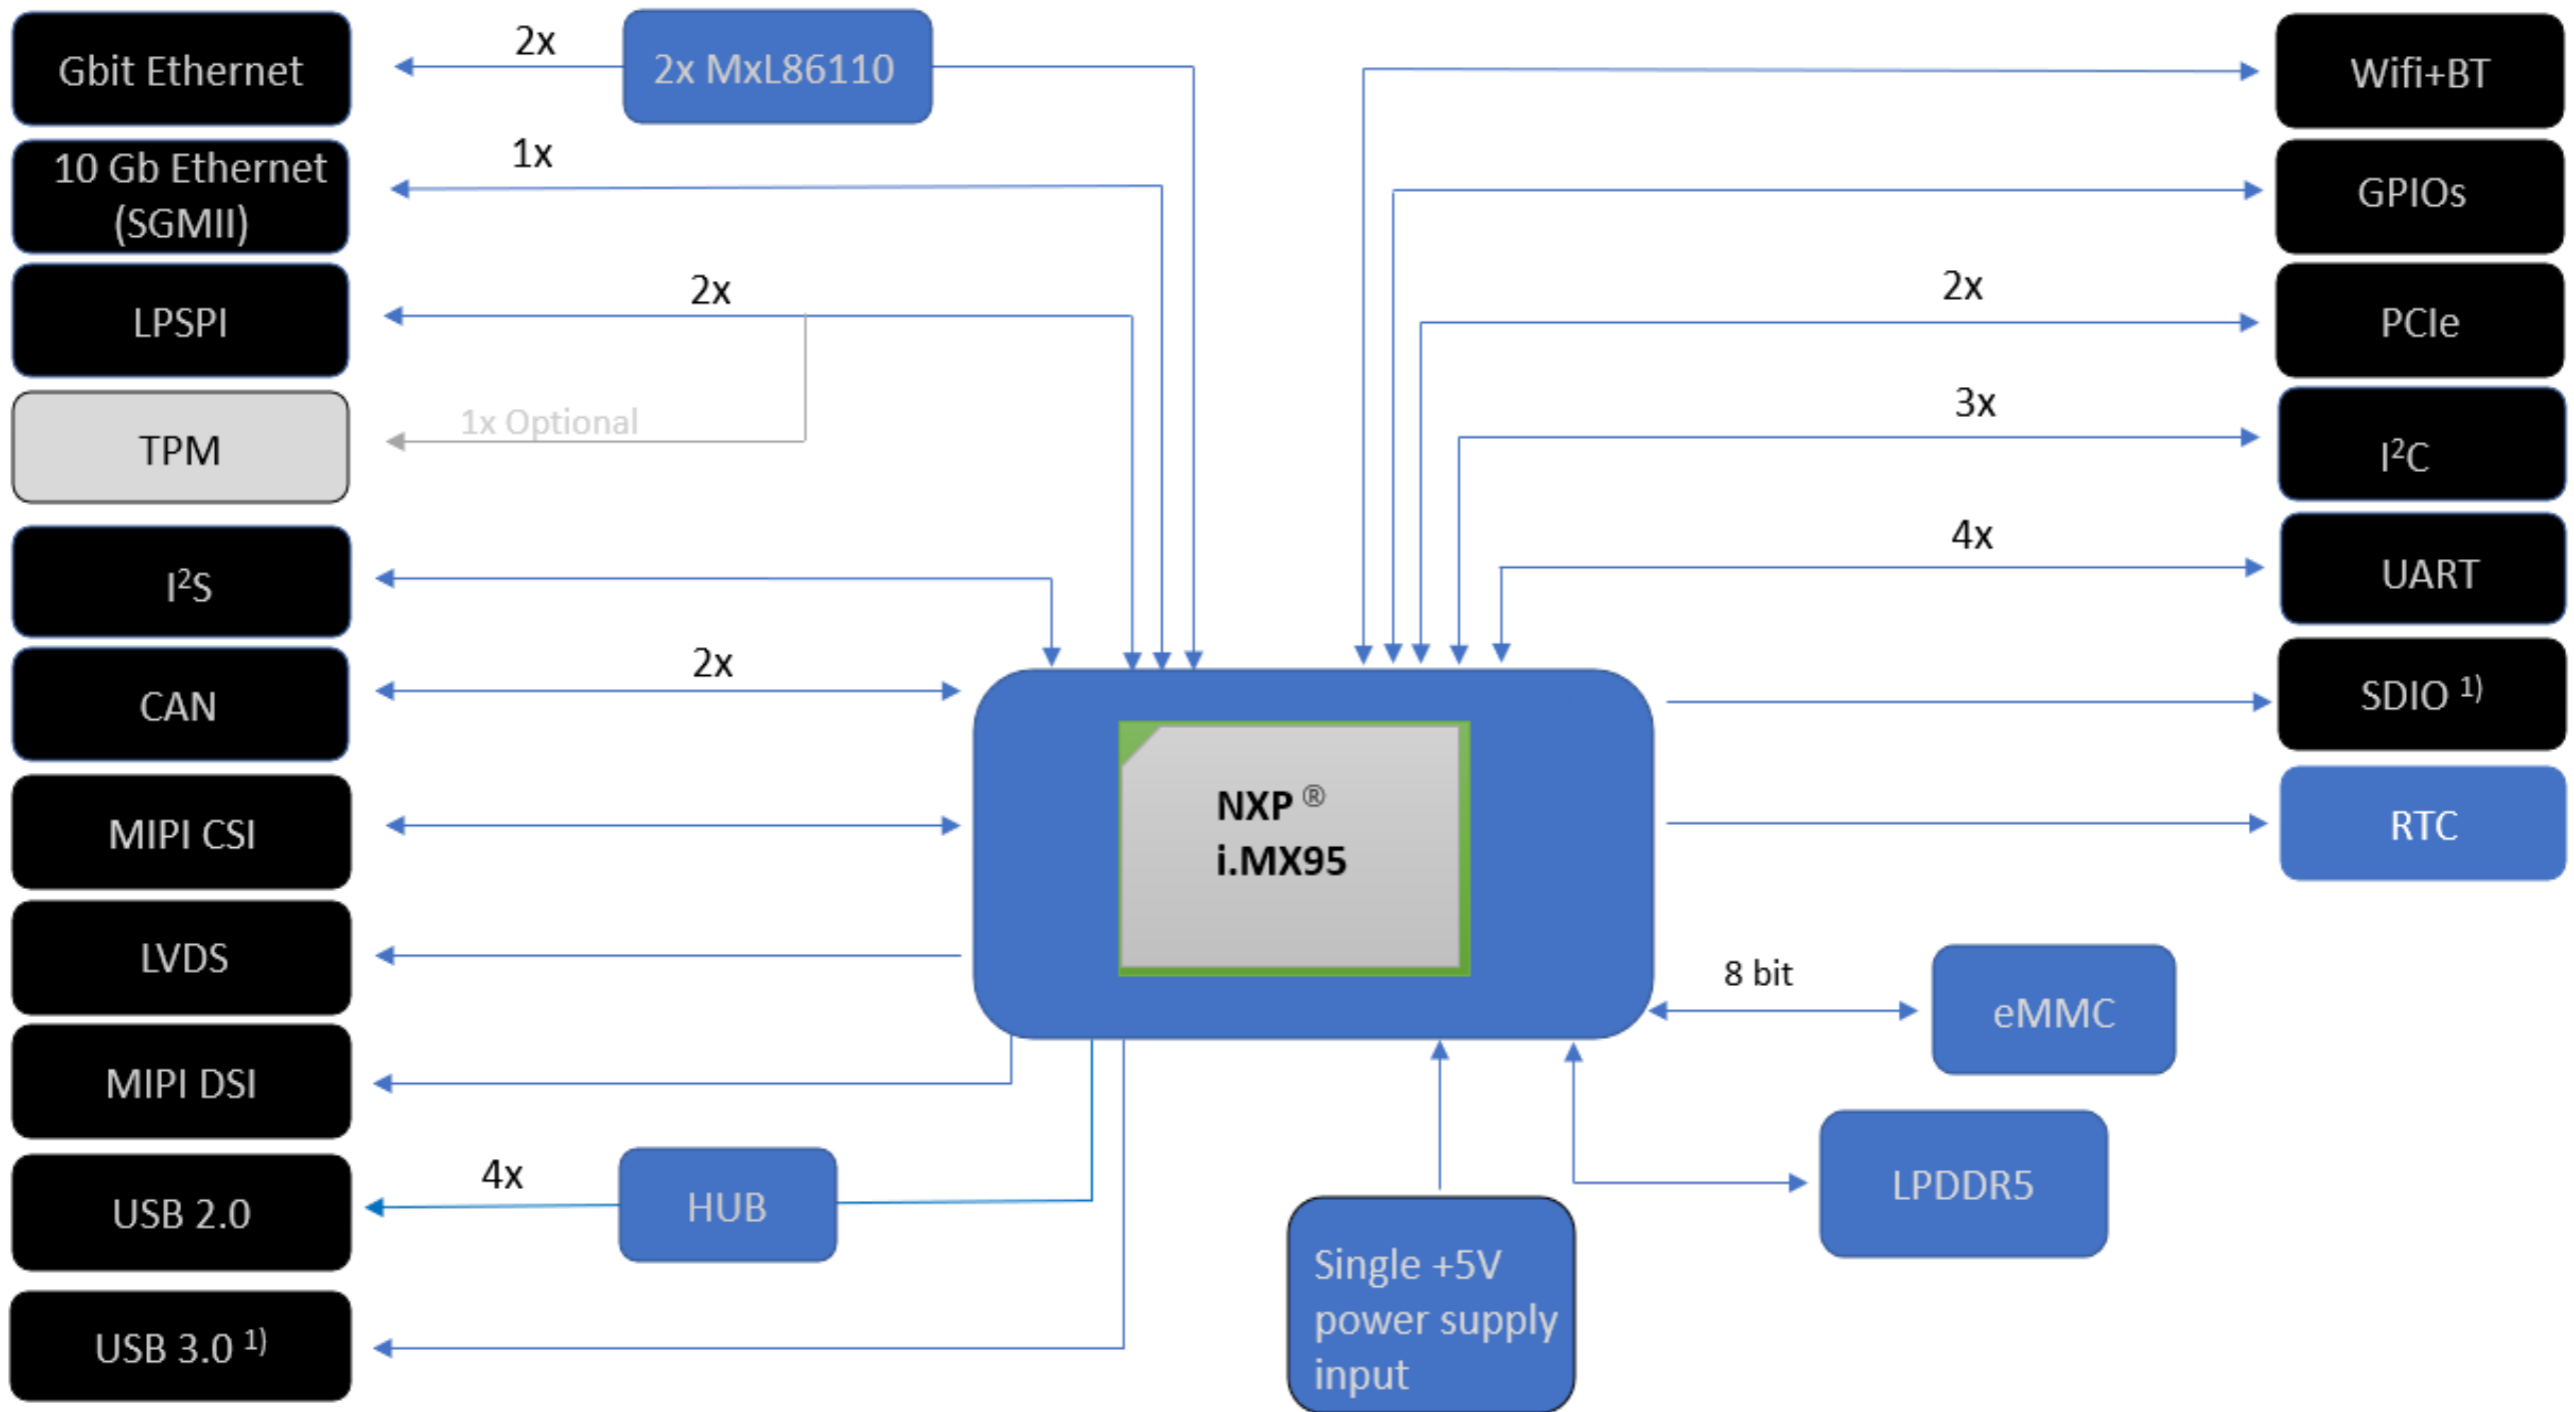 Gbit Ethernet
2x
2x MxL86110
10 Gb Ethernet
(SGMII)
1x
LPSPI
2x
TPM
1x Optional
I²S
CAN
2x
MIPI CSI
LVDS
MIPI DSI
USB 2.0
4x
HUB
USB 3.0 ¹⁾
NXP ®
i.MX95
Single +5V
power supply
input
Wifi+BT
GPIOs
2x
PCIe
3x
I²C
4x
UART
SDIO ¹⁾
RTC
8 bit
eMMC
LPDDR5